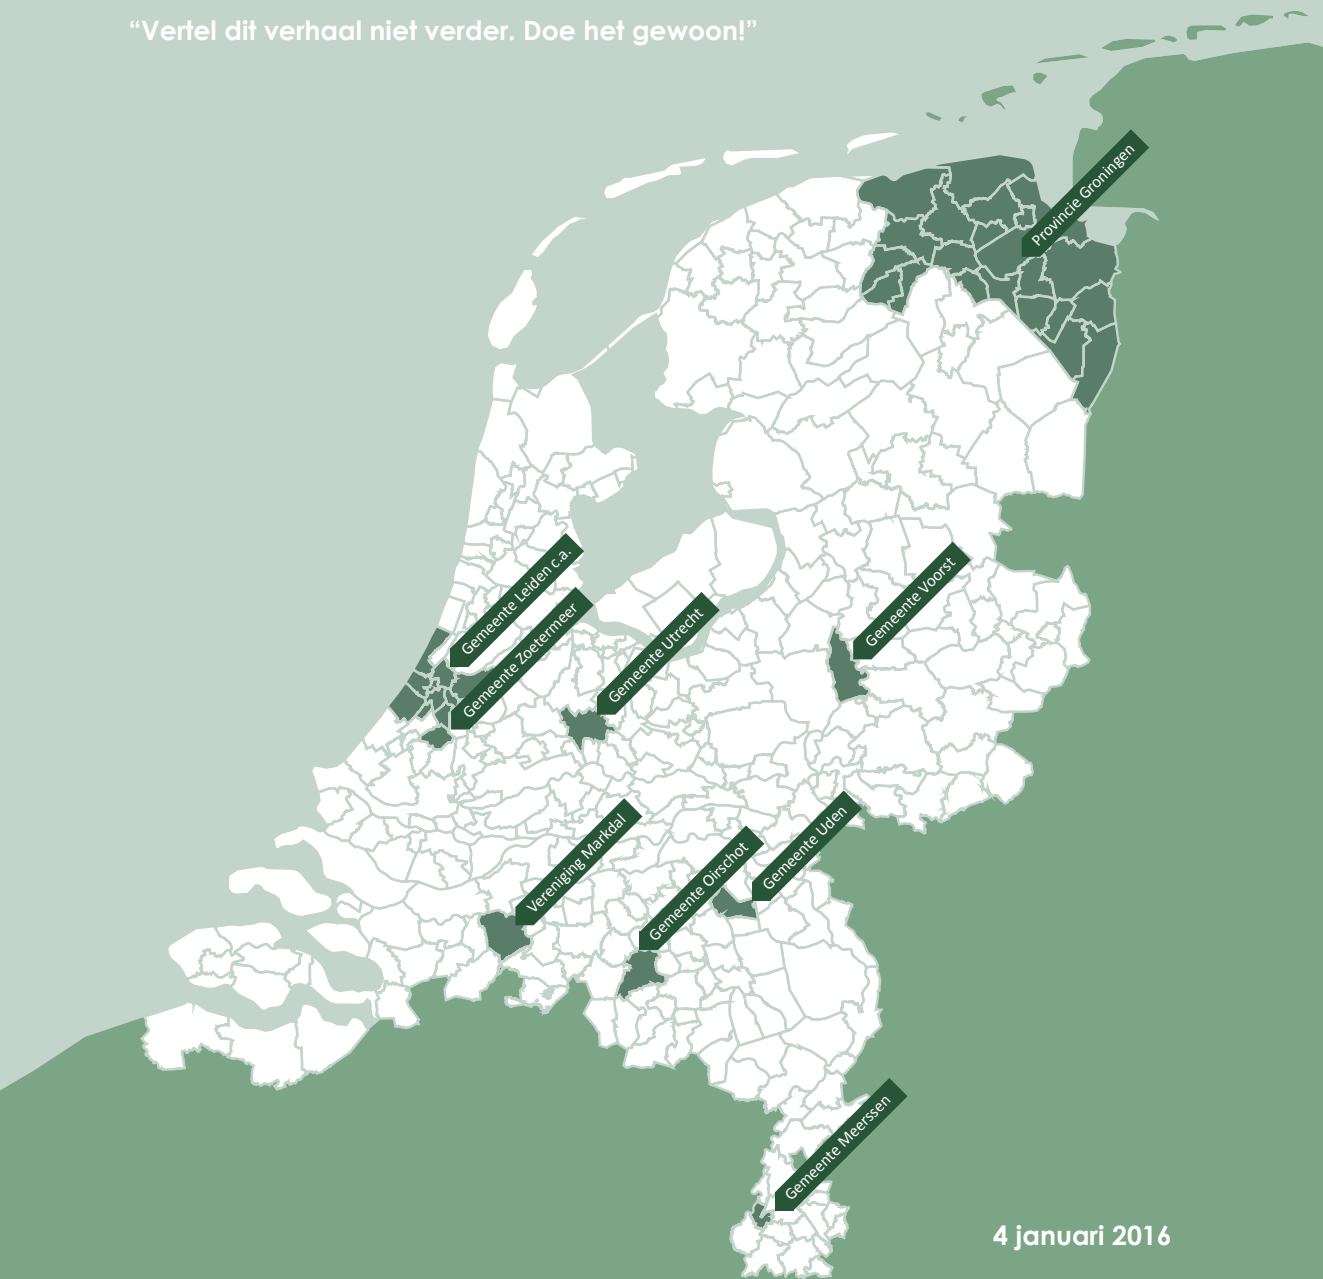 “Vertel dit verhaal niet verder. Doe het gewoon!”
Provincie Groningen
Gemeente Leiden c.a.
Gemeente Voorst
Gemeente Zoetermeer
Gemeente Utrecht
Vereniging Markdal
Gemeente Uden
Gemeente Oirschot
Gemeente Meerssen
4 januari 2016